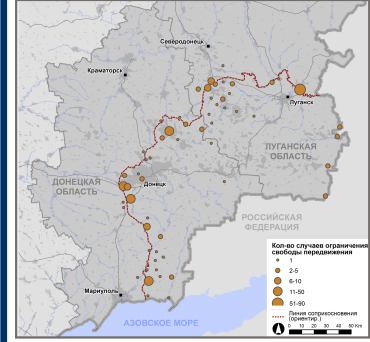 Северодонецк
Краматорск
Луганск
ЛУГАНСКАЯ
ОБЛАСТЬ
ДОНЕЦКАЯ
ОБЛАСТЬ
Донецк
РОССИЙСКАЯ
ФЕДЕРАЦИЯ
Мариуполь
АЗОВСКОЕ МОРЕ
Кол-во случаев ограничения
свободы передвижения
1
2-5
6-10
11-50
51-90
Линия соприкосновения
(ориентир.)
0 10 20 30 40 50 Km